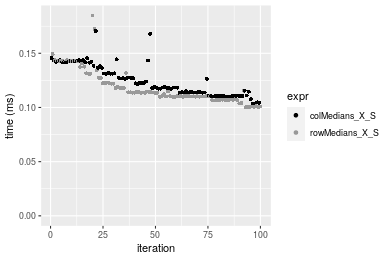 0.15
0.10
0.05
0.00
time (ms)
0
25
50
75
100
iteration
expr
colMedians_X_S
rowMedians_X_S